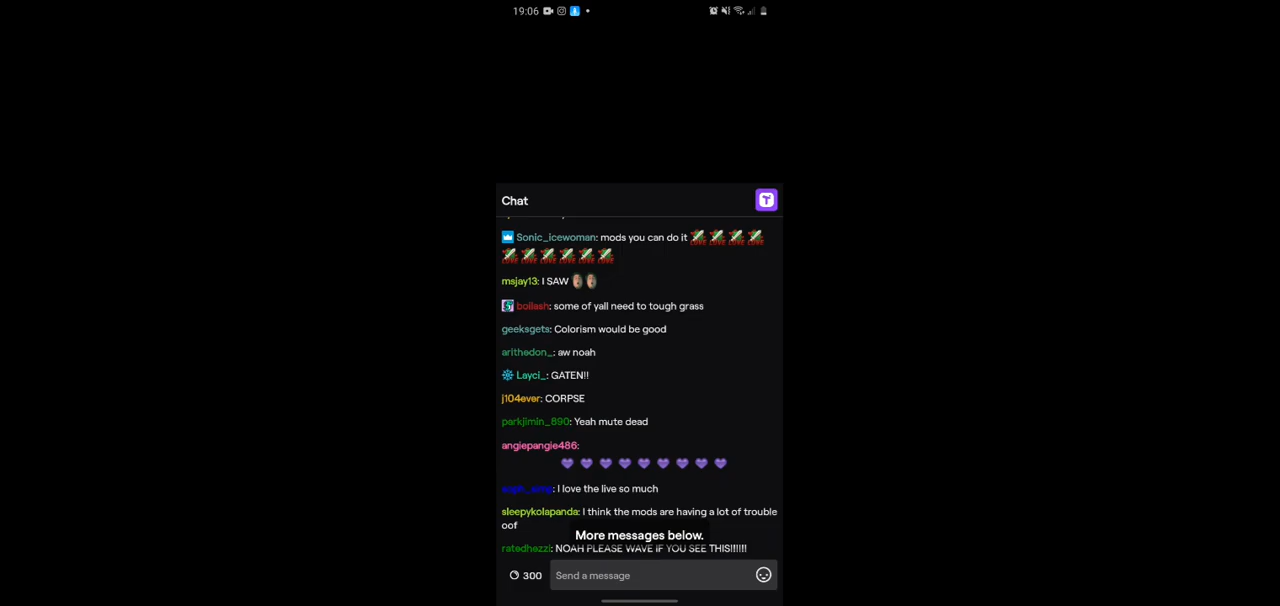 19:06
Chat
Sonic_icewoman: mods you can do it
msjay13: I SAW
boilash: some of yall need to tough grass
geeksgets: Colorism would be good
arithedon_: aw noah
Layci_: GATEN!!
j104ever: CORPSE
parkjimin_890: Yeah mute dead
angiepangie486:
: I love the live so much
sleepykolapanda: I think the mods are having a lot of trouble
oof
More messages below.
ratedhezzi: NOAH PLEASE WAVE IF YOU SEE THIS!!!!!!
300 Send a message